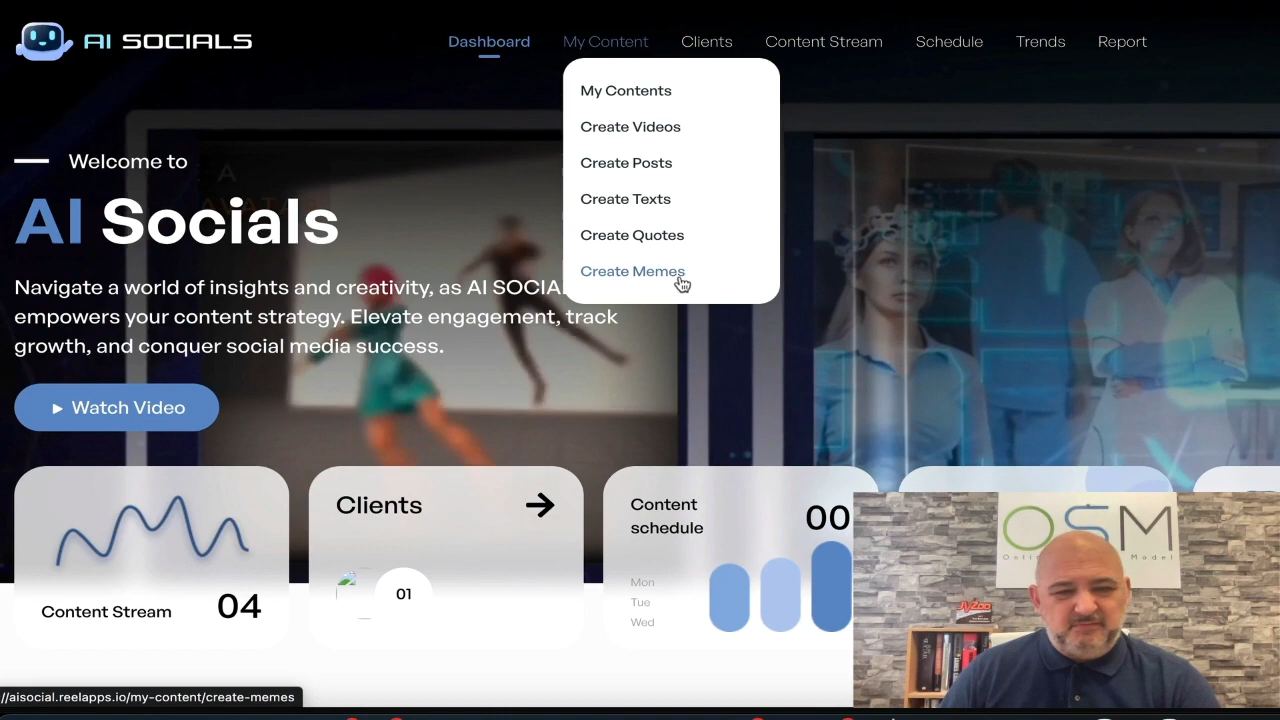 AI SOCIALS
Dashboard
My Content
Clients
Content Stream
Schedule
Trends
Report
My Contents
Create Videos
Create Posts
Create Texts
Create Quotes
Create Memes
Welcome to
AI Socials
Navigate a world of insights and creativity, as AI SOCIA
empowers your content strategy. Elevate engagement, track
growth, and conquer social media success.
Watch Video
Content Stream
04
Clients
01
Content
schedule
00
Mon
Tue
Wed
OSM
JVZoo
//aisocial.reelapps.io/my-content/create-memes